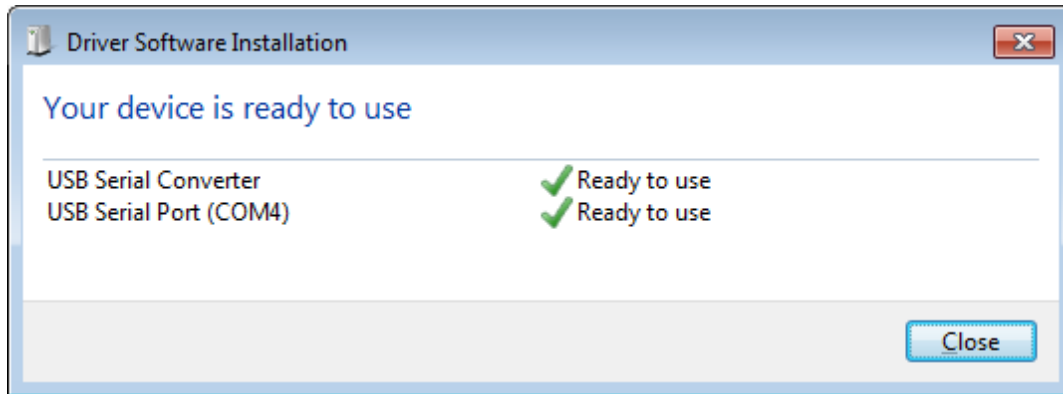 Driver Software Installation
Your device is ready to use
USB Serial Converter Ready to use
USB Serial Port (COM4) Ready to use
Close